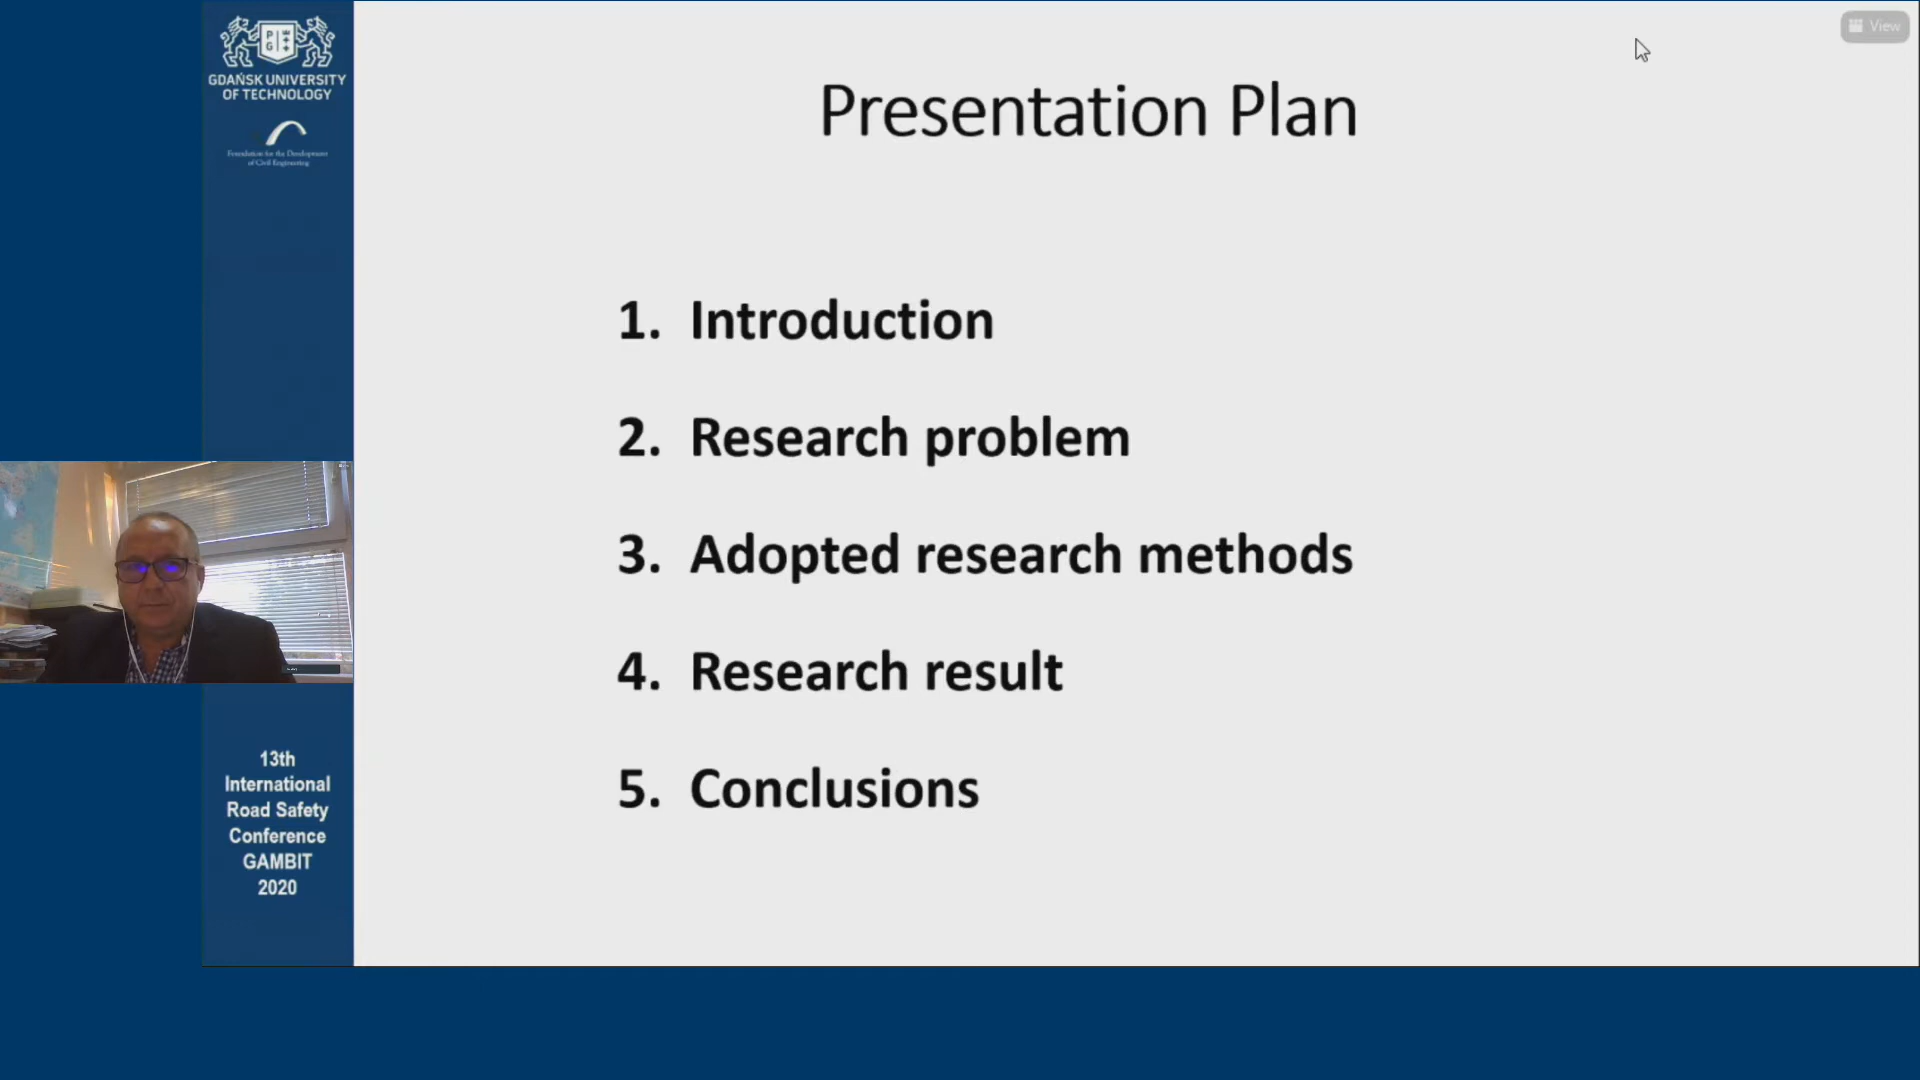 P G
GDAŃSK UNIVERSITY
OF TECHNOLOGY
Foundation for the Development
of Civil Engineering
View
Presentation Plan
1. Introduction
2. Research problem
3. Adopted research methods
4. Research result
5. Conclusions
13th
International
Road Safety
Conference
GAMBIT
2020